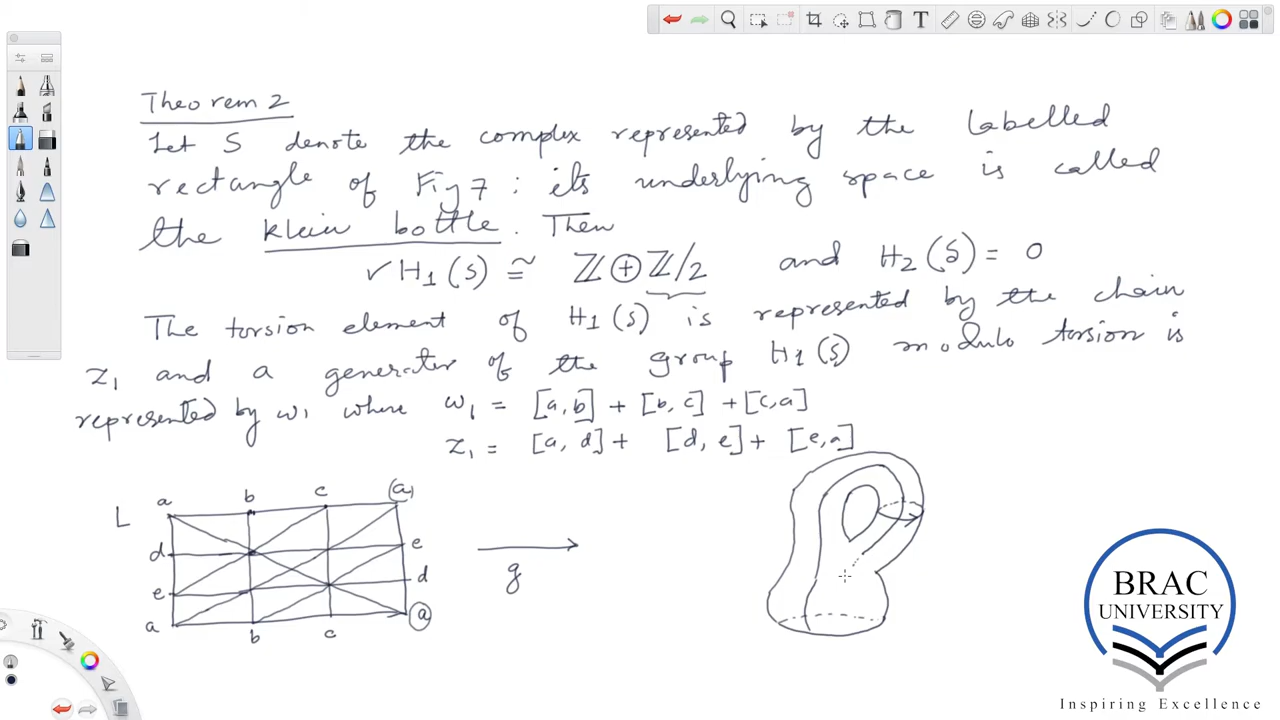 Theorem 2
Let S denote the complex represented by the labelled
rectangle of Fig 7 ; its underlying space is called
the klein bottle. Then
✓ H₁(S) ≅ ℤ ⊕ ℤ/2 and H₂(S) = 0
The torsion element of H₁(S) is represented by the chain
z₁ and a generator of the group H₁(S) modulo torsion is
represented by w₁ where w₁ = [a, b] + [b, c] + [c, a]
z₁ = [a, d] + [d, e] + [e, a]
L a b c a
d e
e d
a b c a
g
BRAC
UNIVERSITY
Inspiring Excellence